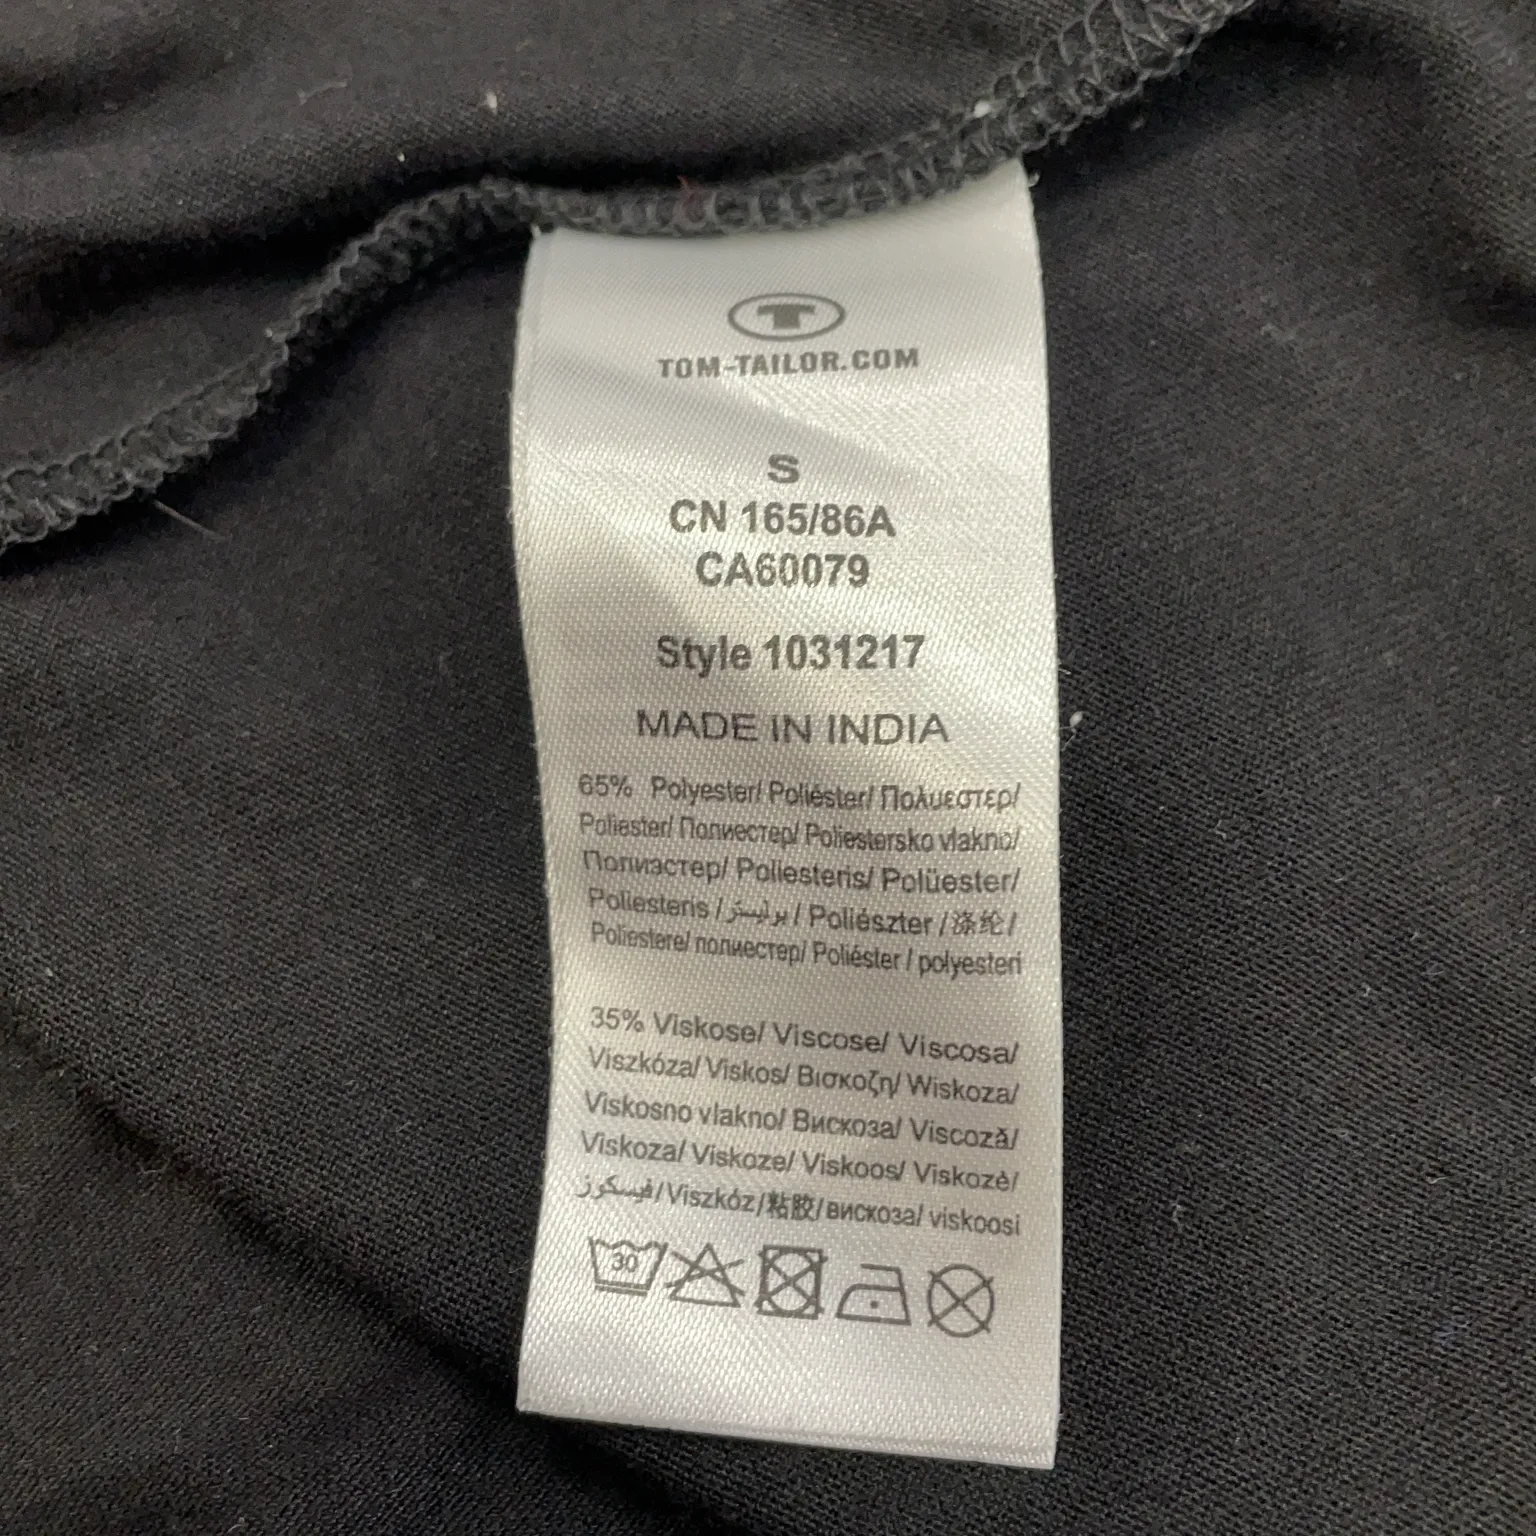 T
TOM-TAILOR.COM
S
CN 165/86A
CA60079
Style 1031217
MADE IN INDIA
65% Polyester/ Poliéster/ Πολυεστερ/
Poliester/ Полиестер/ Poliestersko vlakno/
Полиэстер/ Poliesteris/ Polüester/
Poliesteris / برليستر / Poliészter / 涤纶 /
Poliestere/ полиестер/ Poliéster / polyesteri
35% Viskose/ Viscose/ Viscosa/
Viszkóza/ Viskos/ Βισκοζη/ Wiskoza/
Viskosno vlakno/ Вискоза/ Viscoză/
Viskoza/ Viskoze/ Viskoos/ Viskozė/
فيسكوز/Viszkóz/粘胶/вискоза/ viskoosi
30